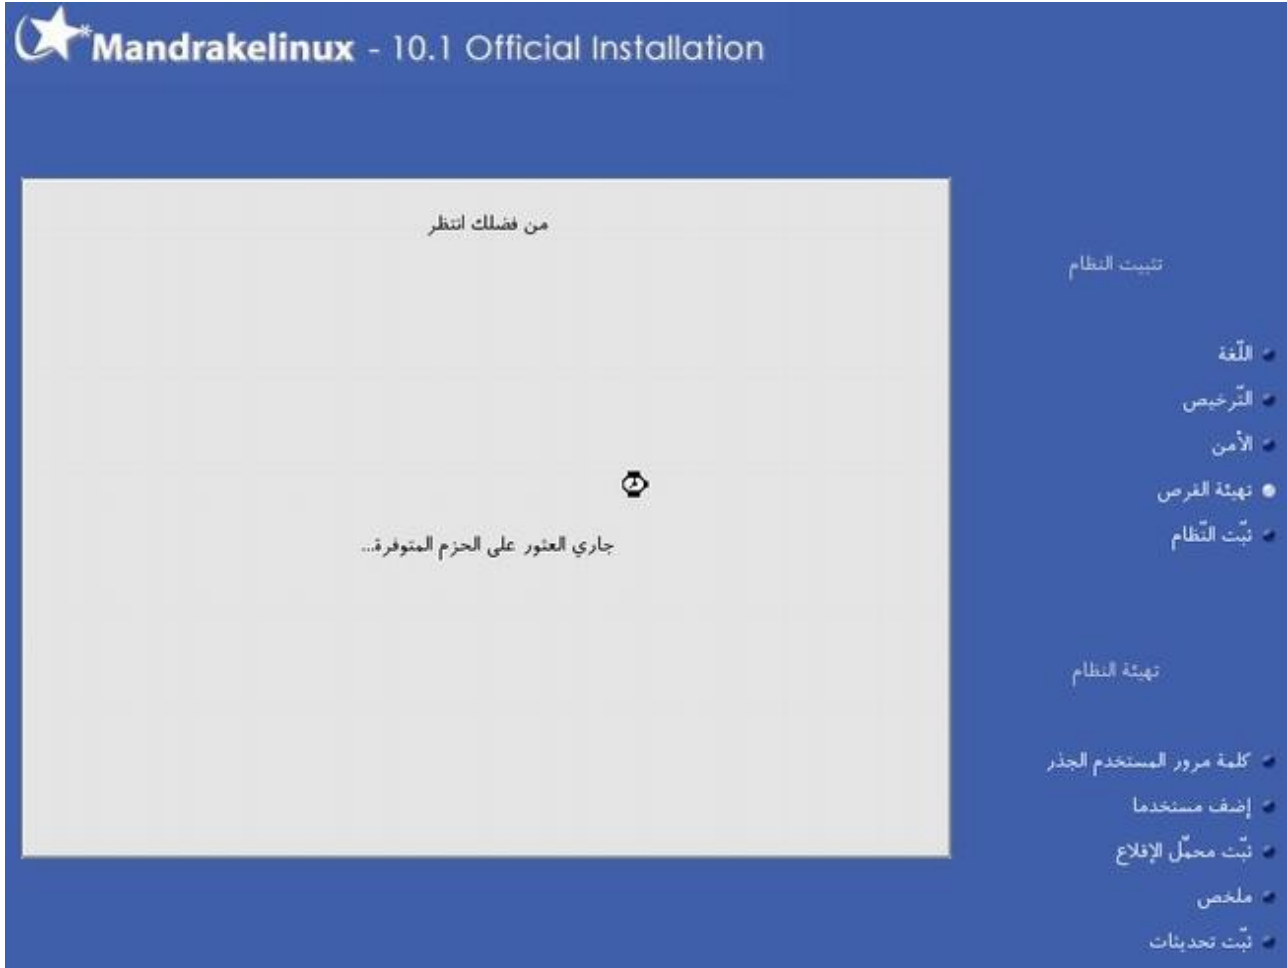 Mandrakelinux - 10.1 Official Installation
من فضلك انتظر
جاري العثور على الحزم المتوفرة...
تثبيت النظام
اللّغة
التّرخيص
الأمن
تهيئة القرص
ثبّت النّظام
تهيئة النظام
كلمة مرور المستخدم الجذر
إضف مستخدما
ثبّت محمّل الإقلاع
ملخص
ثبّت تحديثات